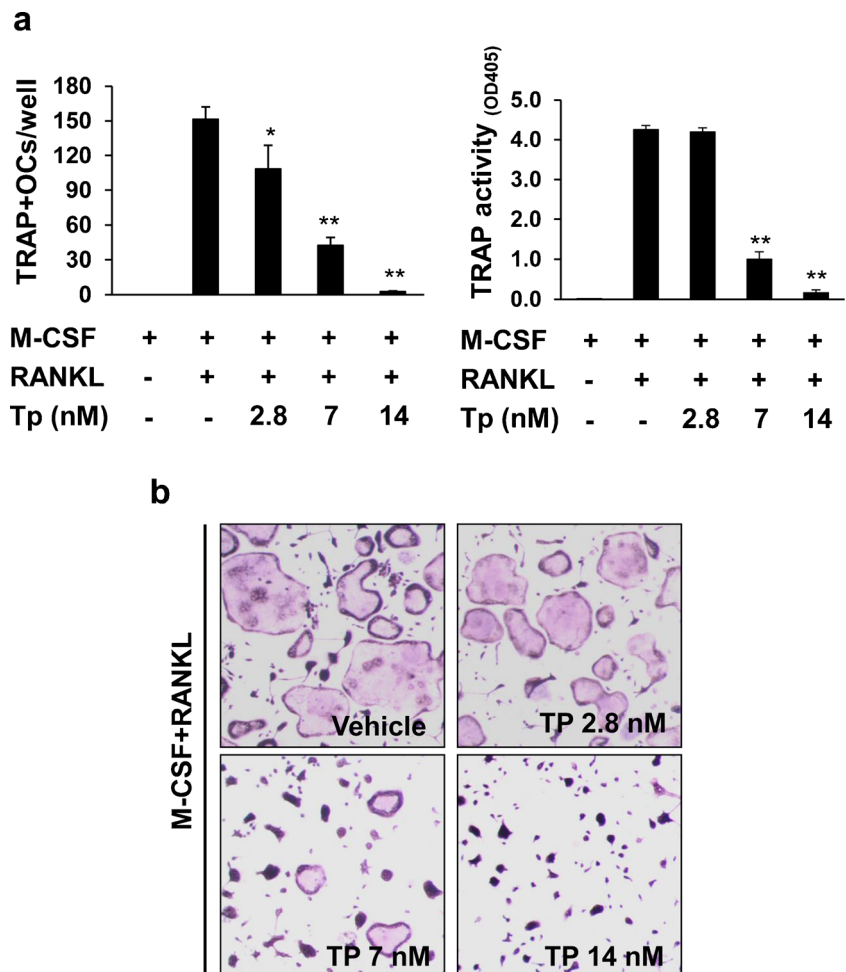 a
TRAP+OCs/well
180
150
120
90
60
30
0
*
**
**
M-CSF + + + + +
RANKL - + + + +
Tp (nM) - - 2.8 7 14
TRAP activity (OD405)
5.0
4.0
3.0
2.0
1.0
0.0
**
**
M-CSF + + + + +
RANKL - + + + +
Tp (nM) - - 2.8 7 14
b
M-CSF+RANKL
Vehicle
TP 2.8 nM
TP 7 nM
TP 14 nM